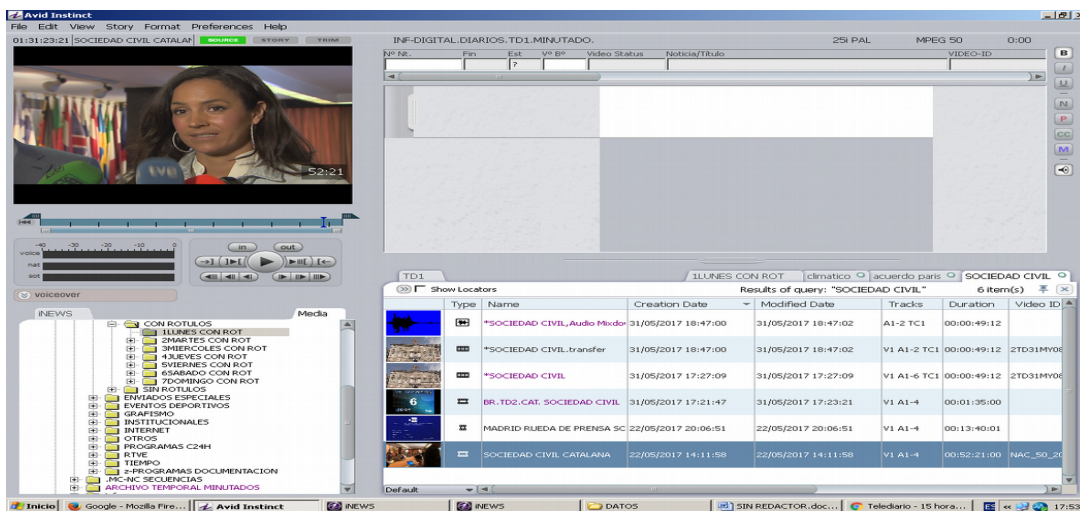 Avid Instinct
File Edit View Story Format Preferences Help
01:31:23:21 SOCIEDAD CIVIL CATALAN SOURCE STORY TRIM
INF-DIGITAL.DIARIOS.TD1.MINUTADO. 25i PAL MPEG 50 0:00
Nº Nt. Fin Est Vº Bº Video Status Noticia/Título VIDEO-ID
?
B
I
U
N
P
CC
M
tve
52:21
-40 -30 -20 -10 0
voice
nat
sot
in out
voiceover
iNEWS Media
CON ROTULOS
1LUNES CON ROT
2MARTES CON ROT
3MIERCOLES CON ROT
4JUEVES CON ROT
5VIERNES CON ROT
6SABADO CON ROT
7DOMINGO CON ROT
SIN ROTULOS
ENVIADOS ESPECIALES
EVENTOS DEPORTIVOS
GRAFISMO
INSTITUCIONALES
INTERNET
OTROS
PROGRAMAS C24H
RTVE
TIEMPO
z-PROGRAMAS DOCUMENTACION
.MC-NC SECUENCIAS
ARCHIVO TEMPORAL MINUTADOS
TD1 1LUNES CON ROT climatico acuerdo paris SOCIEDAD CIVIL
Show Locators Results of query: "SOCIEDAD CIVIL" 6 item(s)
Type Name Creation Date Modified Date Tracks Duration Video ID
*SOCIEDAD CIVIL,Audio Mixdo 31/05/2017 18:47:00 31/05/2017 18:47:02 A1-2 TC1 00:00:49:12
*SOCIEDAD CIVIL.transfer 31/05/2017 18:47:00 31/05/2017 18:47:02 V1 A1-2 TC1 00:00:49:12 2TD31MY08
*SOCIEDAD CIVIL 31/05/2017 17:27:09 31/05/2017 17:27:09 V1 A1-6 TC1 00:00:49:12 2TD31MY08
6 BR.TD2.CAT. SOCIEDAD CIVIL 31/05/2017 17:21:47 31/05/2017 17:23:21 V1 A1-4 00:01:35:00
MADRID RUEDA DE PRENSA SC 22/05/2017 20:06:51 22/05/2017 20:06:51 V1 A1-4 00:13:40:01
SOCIEDAD CIVIL CATALANA 22/05/2017 14:11:58 22/05/2017 14:11:58 V1 A1-4 00:52:21:00 NAC_50_20
Default
Inicio Google - Mozilla Fire... Avid Instinct iNEWS iNEWS DATOS SIN REDACTOR.doc... Telediario - 15 hora... ES 17:53